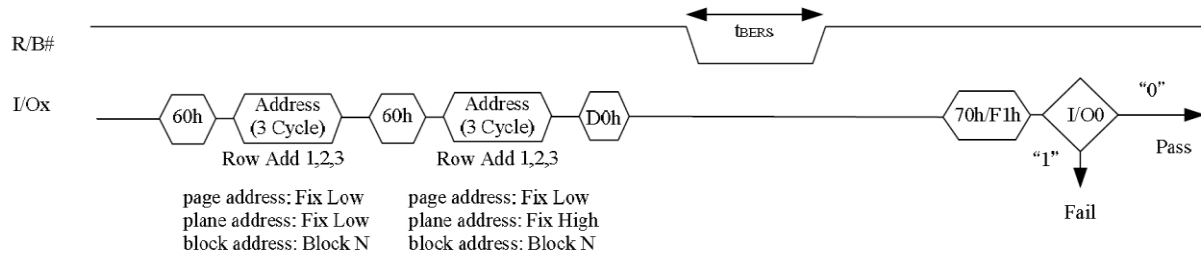 tBERS
R/B#
I/Ox
60h
Address
(3 Cycle)
60h
Address
(3 Cycle)
D0h
70h/F1h
I/O0
“0”
“1”
Pass
Fail
Row Add 1,2,3
Row Add 1,2,3
page address: Fix Low
plane address: Fix Low
block address: Block N
page address: Fix Low
plane address: Fix High
block address: Block N